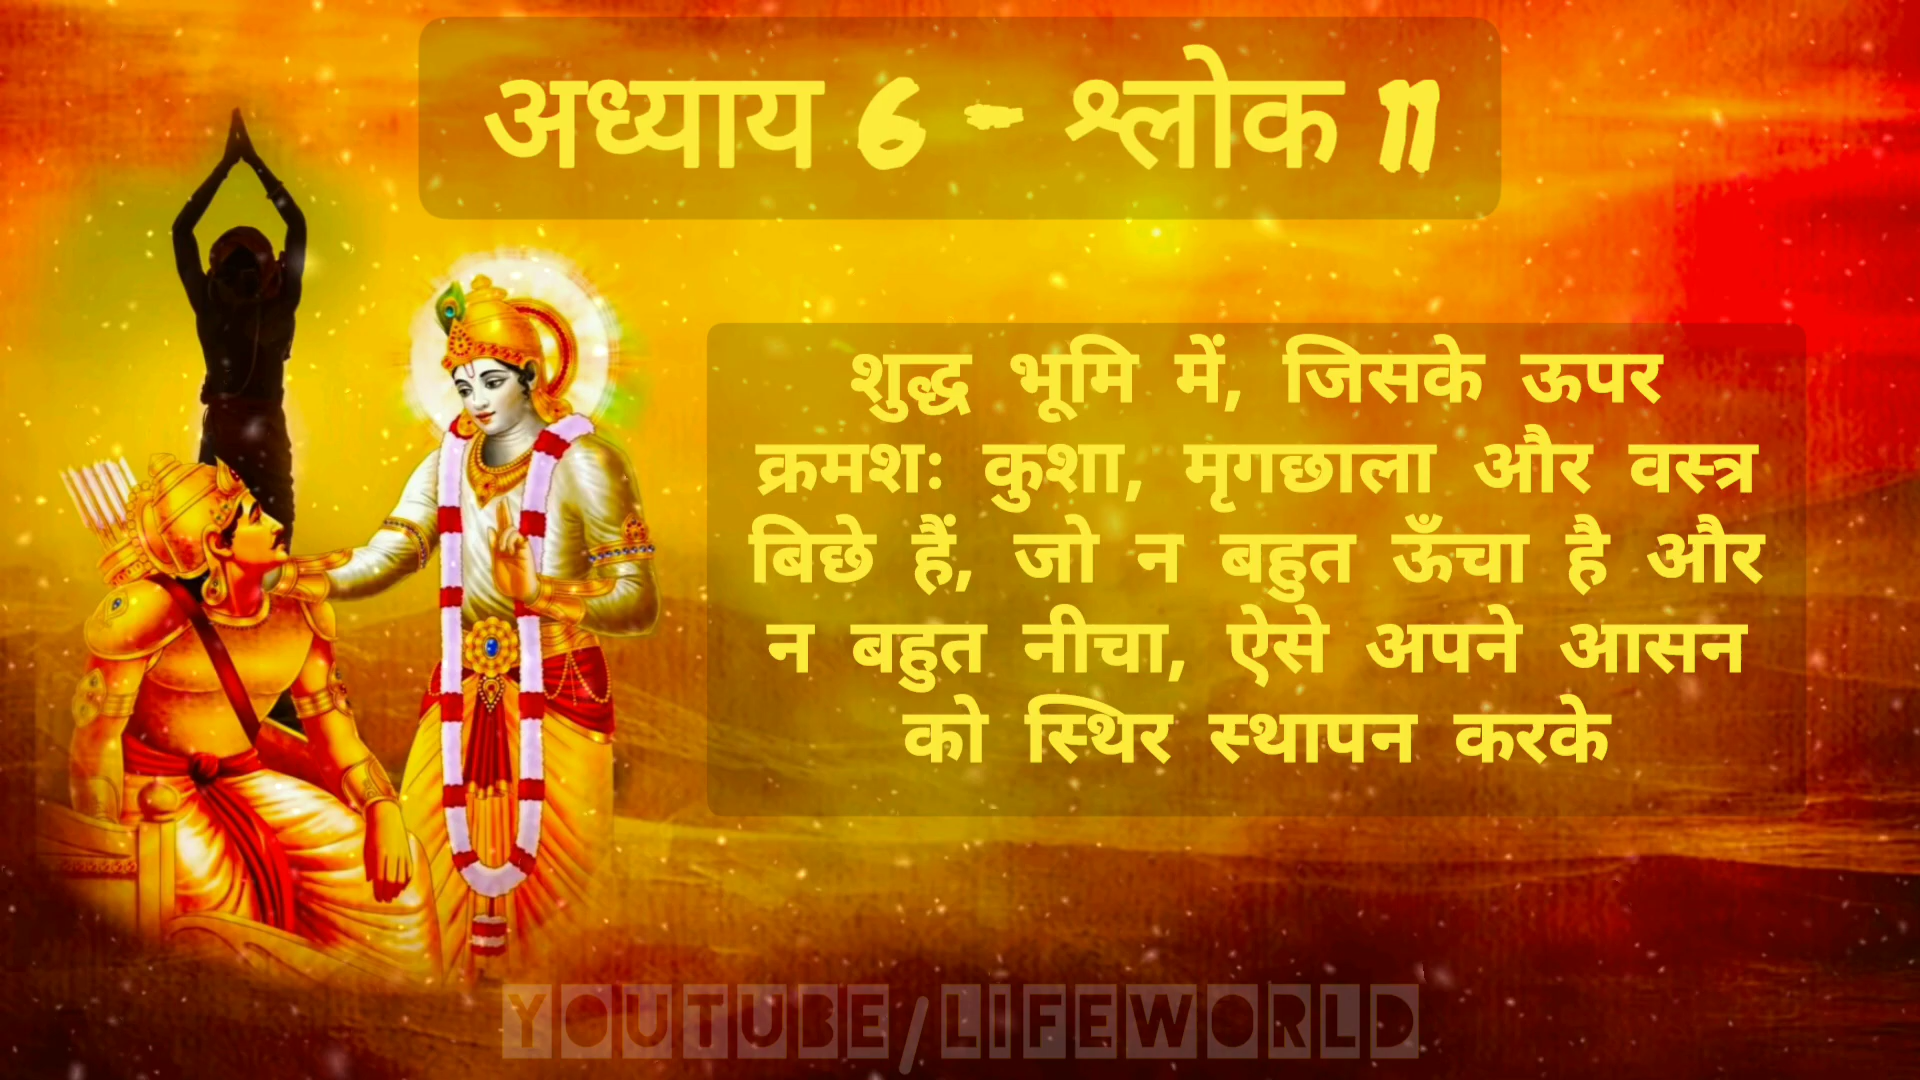 अध्याय 6 - श्लोक 11
शुद्ध भूमि में, जिसके ऊपर
क्रमशः कुशा, मृगछाला और वस्त्र
बिछे हैं, जो न बहुत ऊँचा है और
न बहुत नीचा, ऐसे अपने आसन
को स्थिर स्थापन करके
YOUTUBE/LIFEWORLD